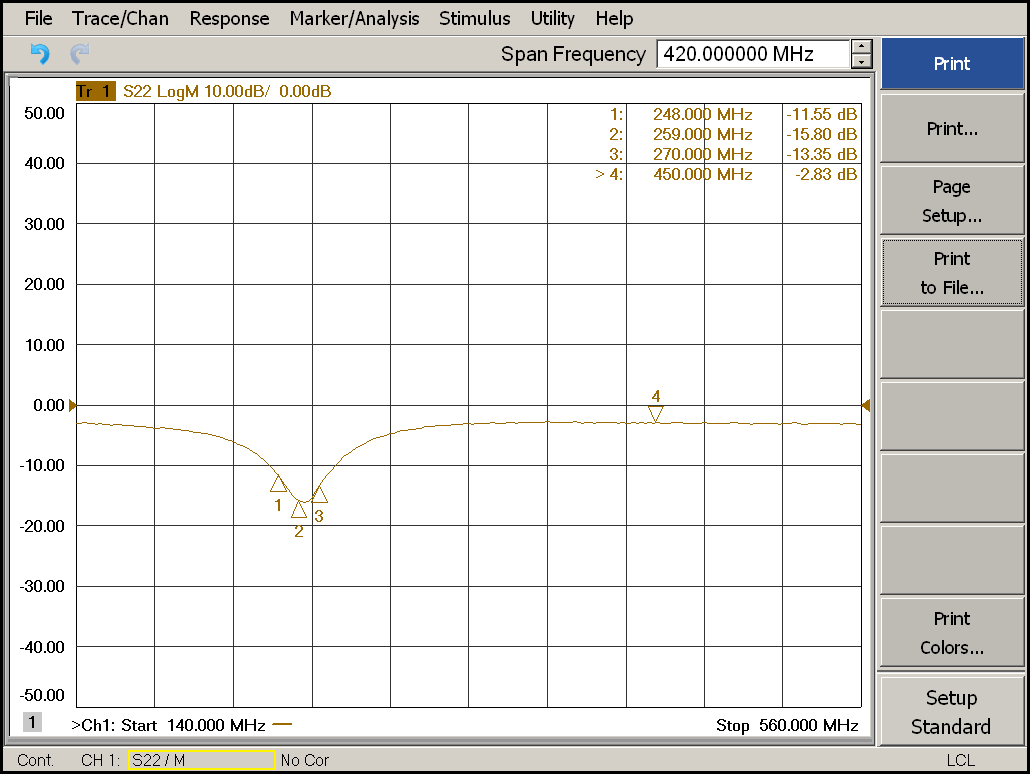 File Trace/Chan Response Marker/Analysis Stimulus Utility Help
Span Frequency 420.000000 MHz
Print
Print...
Page
Setup...
Print
to File...
Print
Colors...
Setup
Standard
Tr 1 S22 LogM 10.00dB/ 0.00dB
50.00
40.00
30.00
20.00
10.00
0.00
-10.00
-20.00
-30.00
-40.00
-50.00
1: 248.000 MHz -11.55 dB
2: 259.000 MHz -15.80 dB
3: 270.000 MHz -13.35 dB
> 4: 450.000 MHz -2.83 dB
4
1
2
3
1
>Ch1: Start 140.000 MHz
Stop 560.000 MHz
Cont. CH 1: S22 / M No Cor LCL